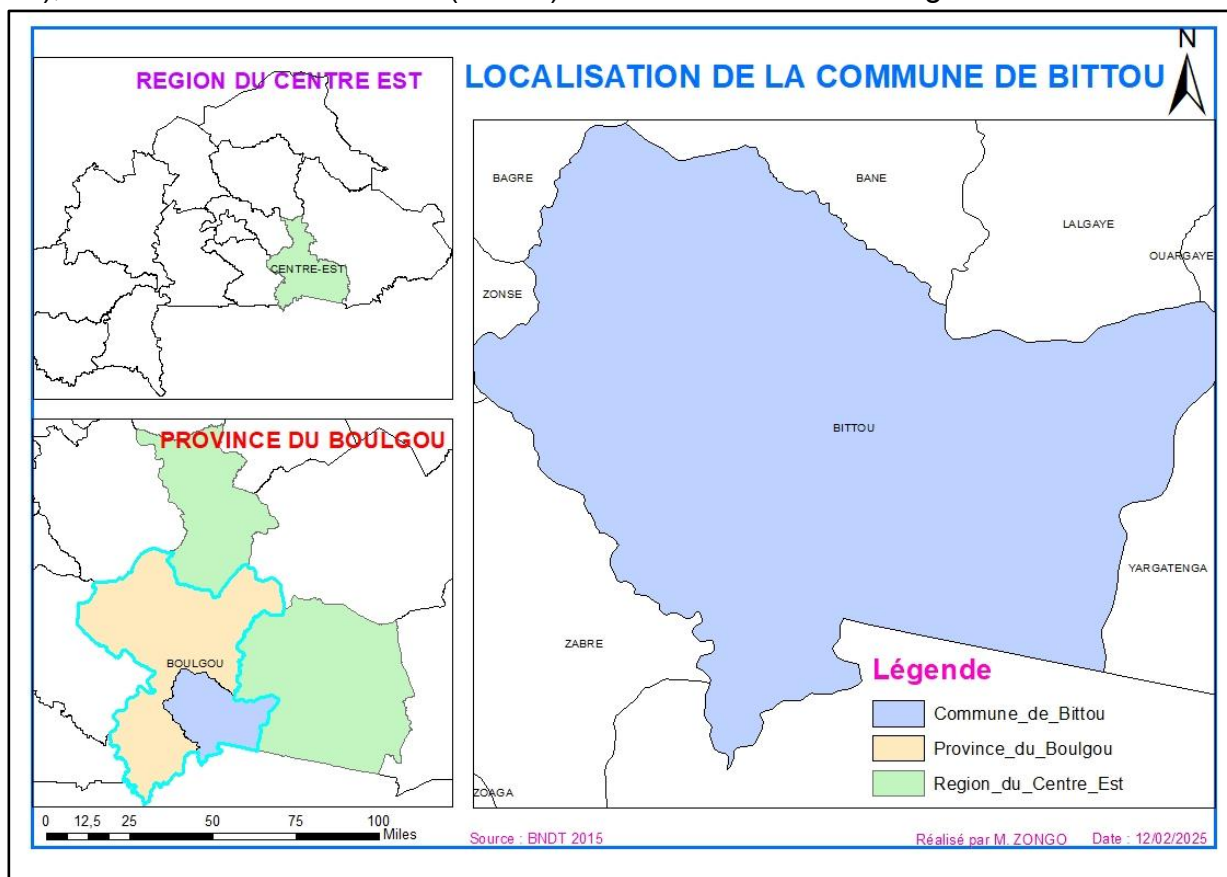 REGION DU CENTRE EST
CENTRE-EST
PROVINCE DU BOULGOU
BOULGOU
0 12,5 25 50 75 100
Miles
LOCALISATION DE LA COMMUNE DE BITTOU
N
BAGRE
BANE
LALGAYE
OUARGAYE
ZONSE
BITTOU
YARGATENGA
ZABRE
ZOAGA
Légende
Commune_de_Bittou
Province_du_Boulgou
Region_du_Centre_Est
Source : BNDT 2015
Réalisé par M. ZONGO Date : 12/02/2025